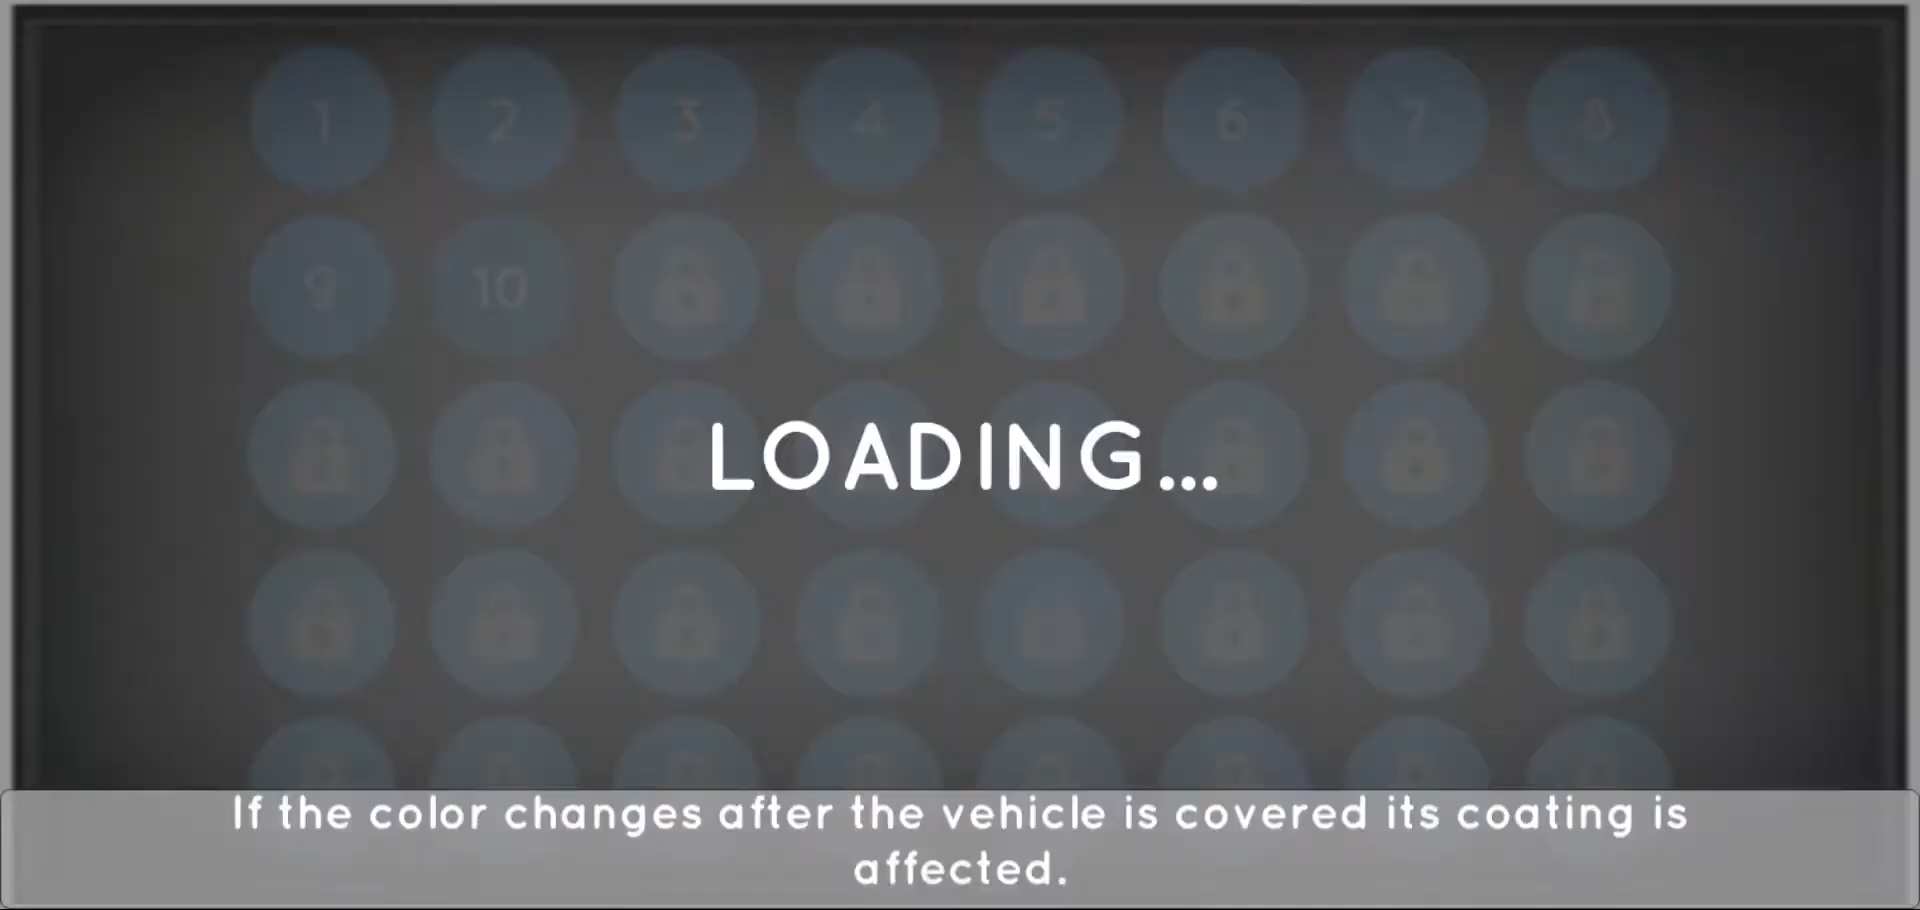 1 2 3 4 5 6 7 8
9 10
LOADING...
If the color changes after the vehicle is covered its coating is
affected.